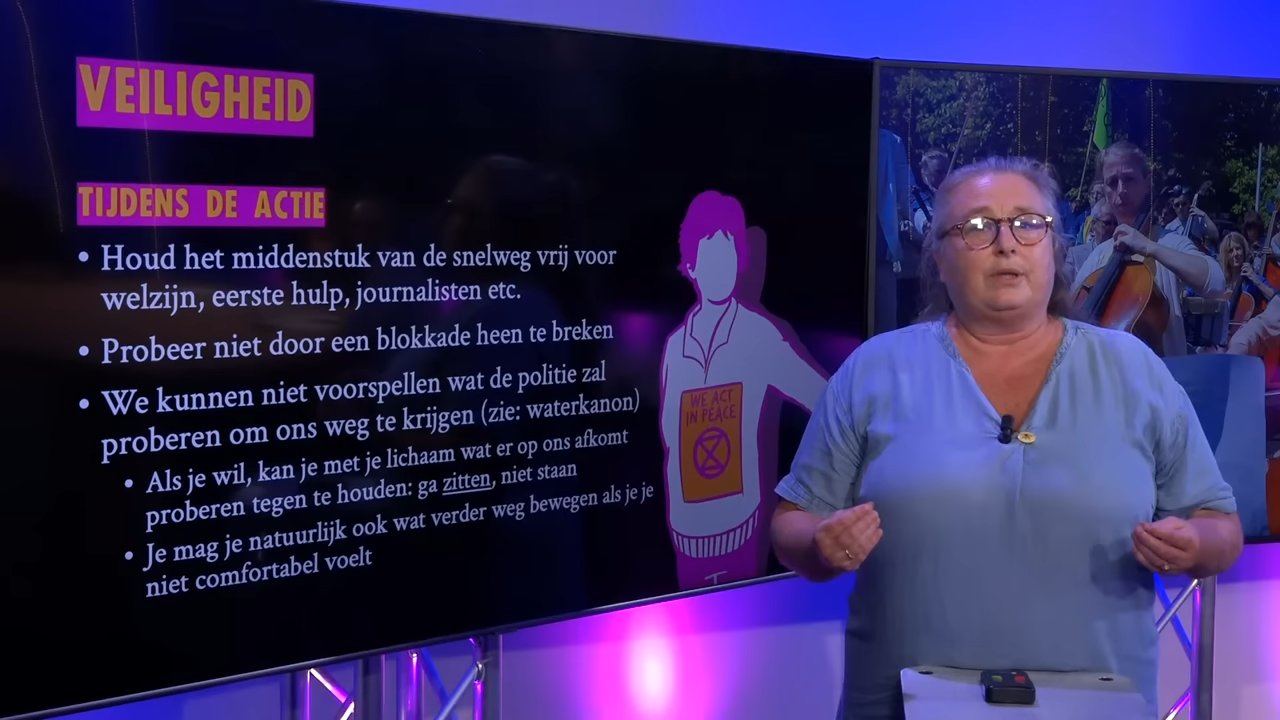 VEILIGHEID
TIJDENS DE ACTIE
• Houd het middenstuk van de snelweg vrij voor
welzijn, eerste hulp, journalisten etc.
• Probeer niet door een blokkade heen te breken
• We kunnen niet voorspellen wat de politie zal
proberen om ons weg te krijgen (zie: waterkanon)
• Als je wil, kan je met je lichaam wat er op ons afkomt
proberen tegen te houden: ga zitten, niet staan
• Je mag je natuurlijk ook wat verder weg bewegen als je je
niet comfortabel voelt
WE ACT
IN PEACE